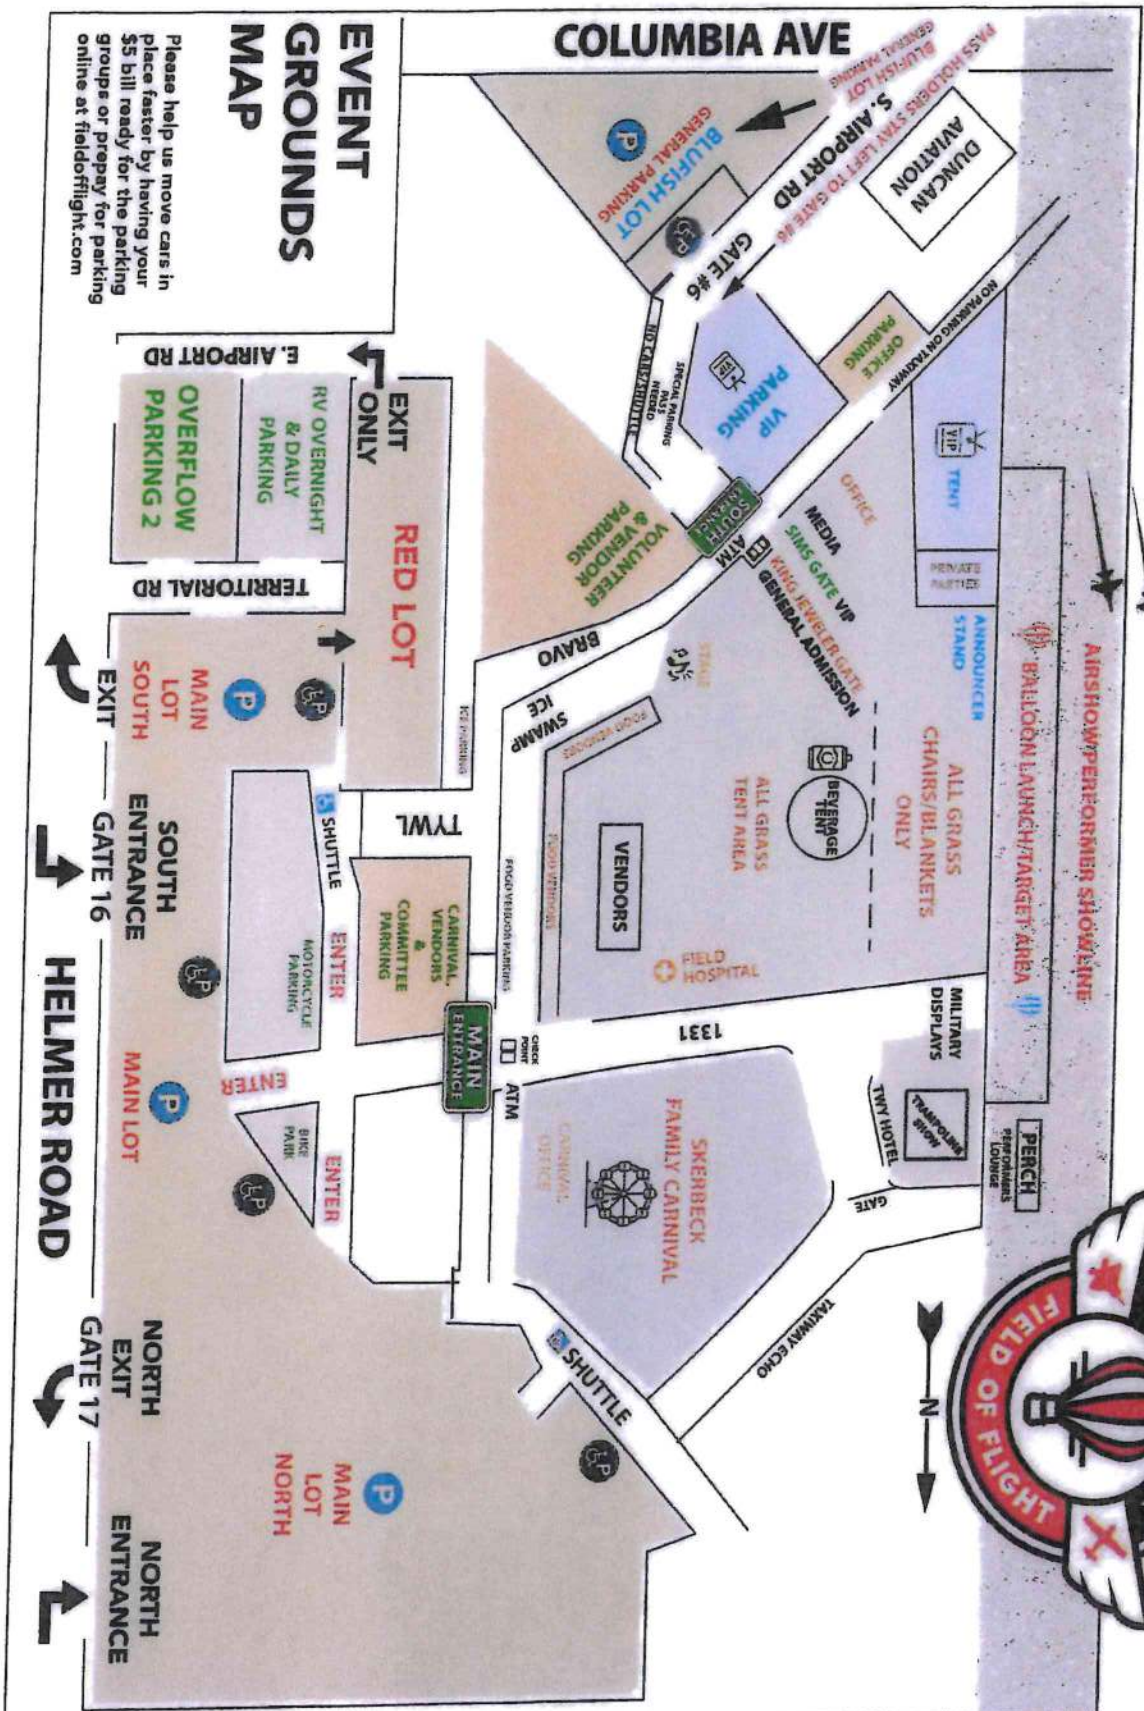 EVENT
GROUNDS
MAP
Please help us move cars in
place faster by having your
$5 bill ready for the parking
groups or prepay for parking
online at fieldofflight.com
COLUMBIA AVE
PASS HOLDERS STAY LEFT TO GATE #6
BLUFISH LOT
GENERAL PARKING
S. AIRPORT RD
DUNCAN
AVIATION
BLUFISH LOT
GENERAL PARKING
P
P
GATE #6
NO CARS/SHUTTLE
SPECIAL PARKING
PASS
NEEDED
VIP
VIP
PARKING
OFFICE
PARKING
NO PARKING ON TAXIWAY
VIP
TENT
PRIVATE
PARTIES
ANNOUNCER
STAND
AIRSHOW PERFORMER SHOWLINE
BALLOON LAUNCH/TARGET AREA
OFFICE
MEDIA
SIMS GATE VIP
KING JEWELER GATE
GENERAL ADMISSION
SOUTH
ENTRANCE
ATM
VOLUNTEER
& VENDOR
PARKING
BRAVO
STAGE
ICE
SWAMP
FOOD VENDORS
FOOD VENDORS
VENDORS
ALL GRASS
CHAIRS/BLANKETS
ONLY
BEVERAGE
TENT
ALL GRASS
TENT AREA
FIELD
HOSPITAL
MILITARY
DISPLAYS
TRAMPOLINE
SHOW
TWY HOTEL
PERCH
PERFORMERS
LOUNGE
GATE
1331
SKERBECK
FAMILY CARNIVAL
CARNIVAL
OFFICE
TAXIWAY ECHO
N
FIELD OF FLIGHT
E. AIRPORT RD
EXIT
ONLY
RV OVERNIGHT
& DAILY
PARKING
OVERFLOW
PARKING 2
TERRITORIAL RD
RED LOT
ICE PARKING
TYWL
FOOD VENDOR PARKING
CARNIVAL,
VENDORS
&
COMMITTEE
PARKING
MAIN
ENTRANCE
CHECK
POINT
ATM
SHUTTLE
ENTER
MOTORCYCLE
PARKING
ENTER
BIKE
PARK
ENTER
SHUTTLE
P
P
MAIN
LOT
SOUTH
P
P
MAIN LOT
P
P
P
MAIN
LOT
NORTH
EXIT
SOUTH
ENTRANCE
GATE 16
HELMER ROAD
NORTH
EXIT
GATE 17
NORTH
ENTRANCE